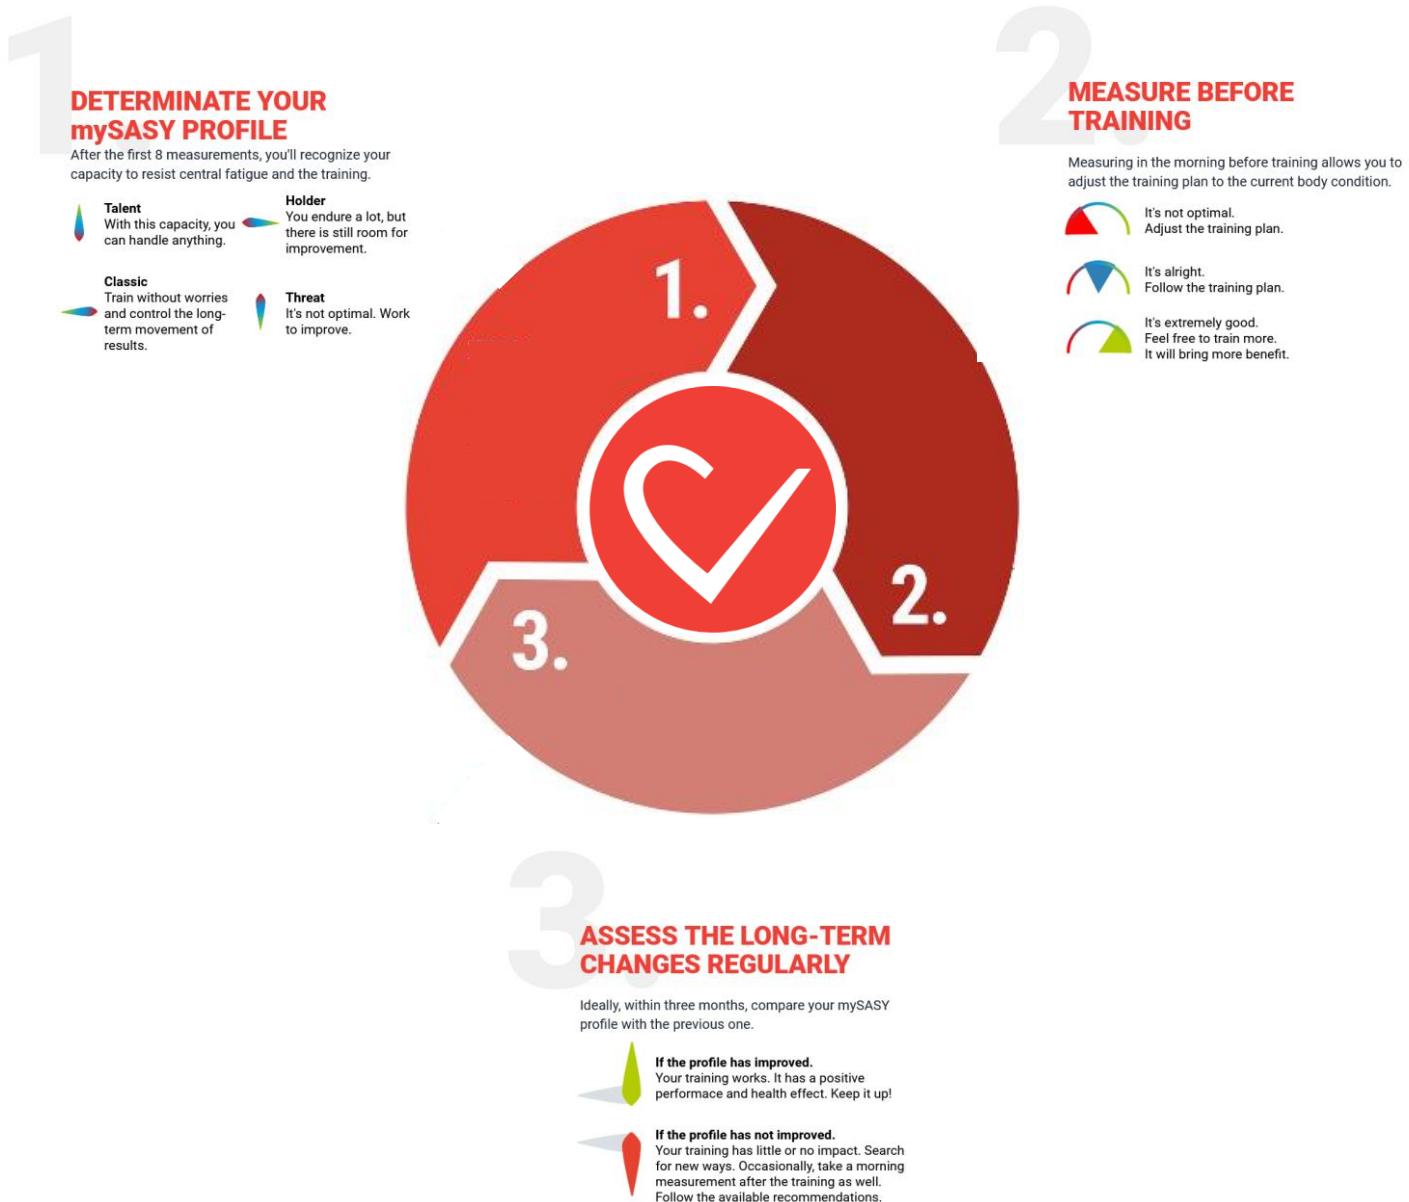 1.
DETERMINATE YOUR
mySASY PROFILE
After the first 8 measurements, you'll recognize your
capacity to resist central fatigue and the training.
Talent
With this capacity, you
can handle anything.
Holder
You endure a lot, but
there is still room for
improvement.
Classic
Train without worries
and control the long-
term movement of
results.
Threat
It's not optimal. Work
to improve.
2.
MEASURE BEFORE
TRAINING
Measuring in the morning before training allows you to
adjust the training plan to the current body condition.
It's not optimal.
Adjust the training plan.
It's alright.
Follow the training plan.
It's extremely good.
Feel free to train more.
It will bring more benefit.
1.
2.
3.
3.
ASSESS THE LONG-TERM
CHANGES REGULARLY
Ideally, within three months, compare your mySASY
profile with the previous one.
If the profile has improved.
Your training works. It has a positive
performace and health effect. Keep it up!
If the profile has not improved.
Your training has little or no impact. Search
for new ways. Occasionally, take a morning
measurement after the training as well.
Follow the available recommendations.